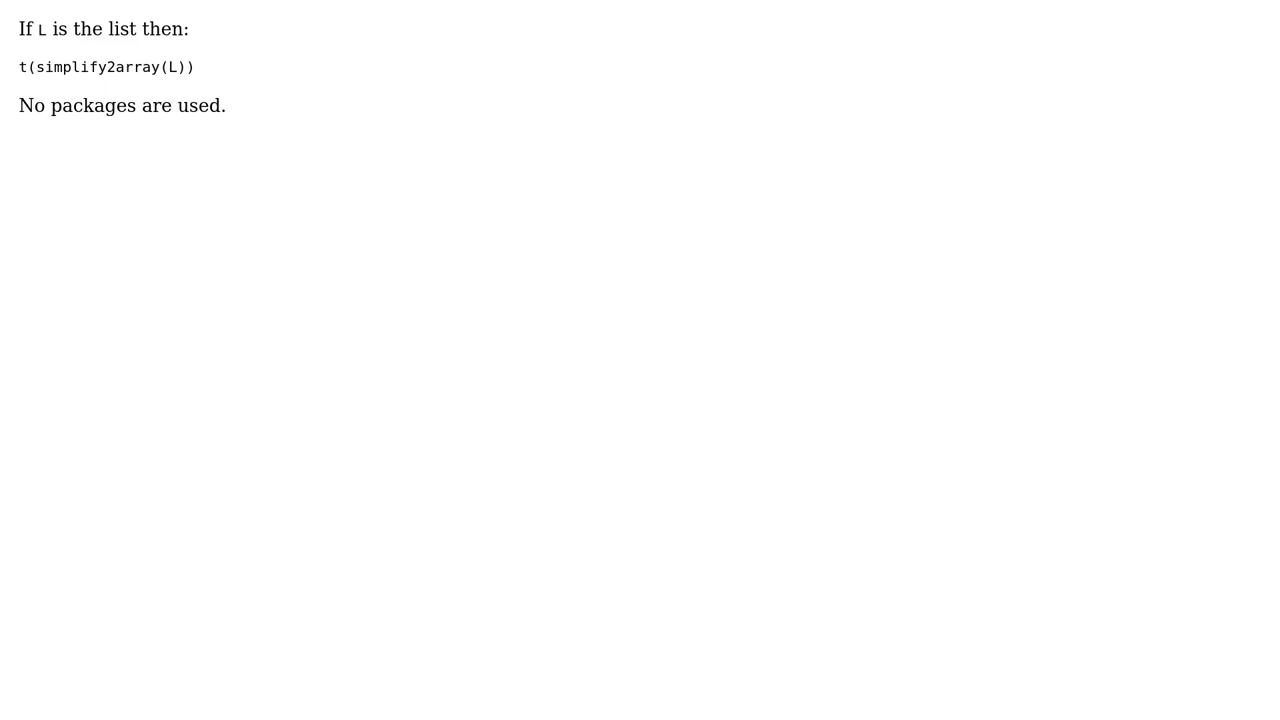 If L is the list then:
t(simplify2array(L))
No packages are used.